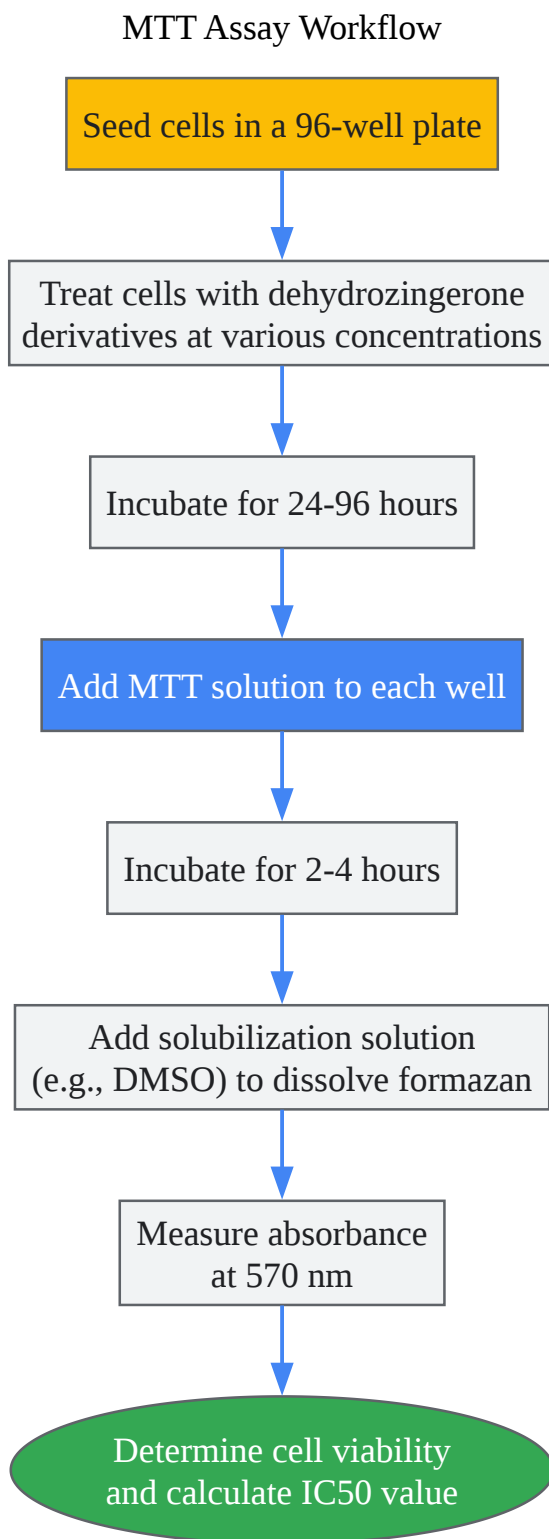 MTT Assay Workflow
Seed cells in a 96-well plate
Treat cells with dehydrozingerone
derivatives at various concentrations
Incubate for 24-96 hours
Add MTT solution to each well
Incubate for 2-4 hours
Add solubilization solution
(e.g., DMSO) to dissolve formazan
Measure absorbance
at 570 nm
Determine cell viability
and calculate IC50 value